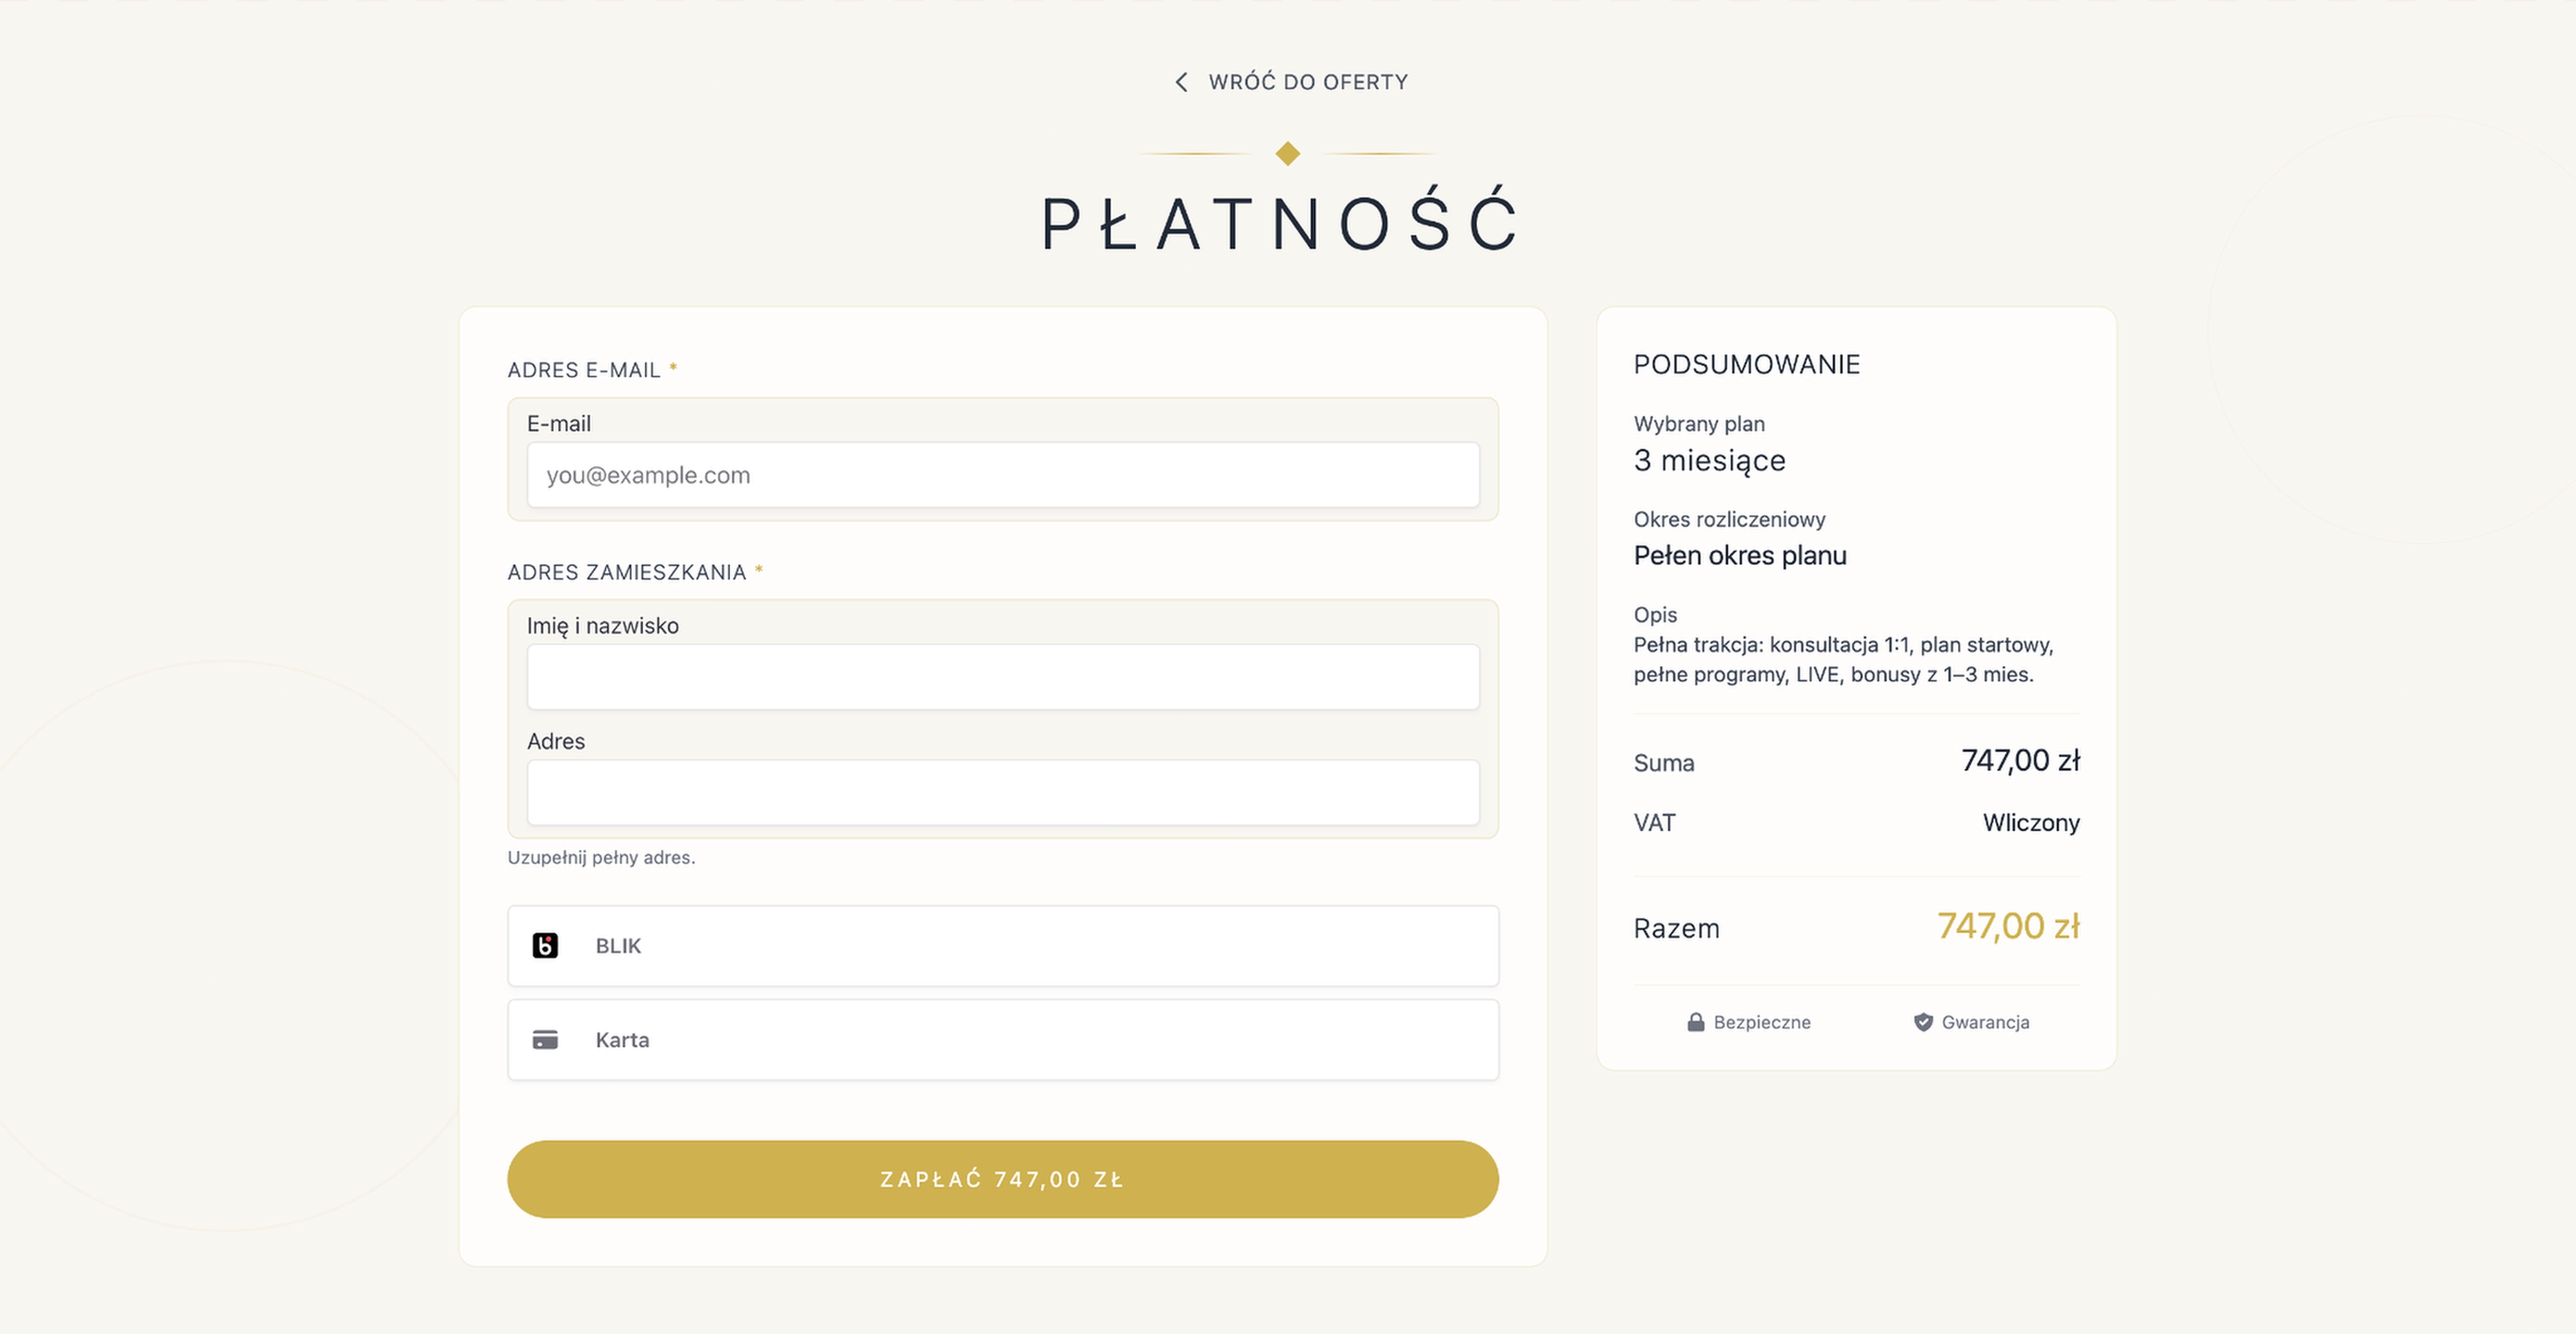 WRÓĆ DO OFERTY
PŁATNOŚĆ
ADRES E-MAIL *
E-mail
you@example.com
ADRES ZAMIESZKANIA *
Imię i nazwisko
Adres
Uzupełnij pełny adres.
BLIK
Karta
ZAPŁAĆ 747,00 ZŁ
PODSUMOWANIE
Wybrany plan
3 miesiące
Okres rozliczeniowy
Pełen okres planu
Opis
Pełna trakcja: konsultacja 1:1, plan startowy,
pełne programy, LIVE, bonusy z 1–3 mies.
Suma 747,00 zł
VAT Wliczony
Razem 747,00 zł
Bezpieczne Gwarancja